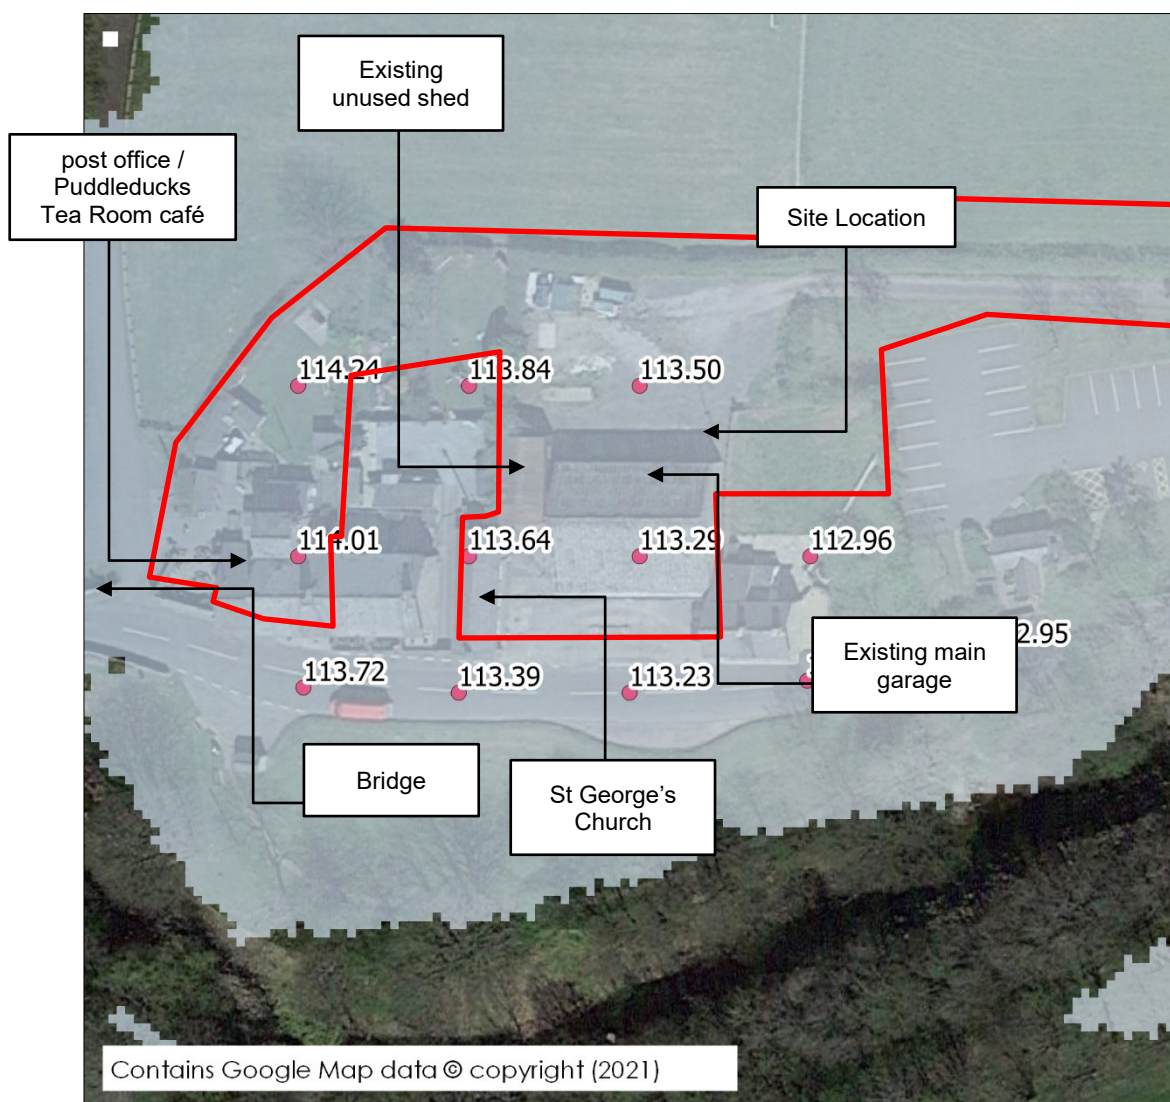 Existing
unused shed
post office /
Puddleducks
Tea Room café
Site Location
114.24
113.84
113.50
114.01
113.64
113.29
112.96
2.95
113.72
113.39
113.23
Existing main
garage
Bridge
St George's
Church
Contains Google Map data © copyright (2021)